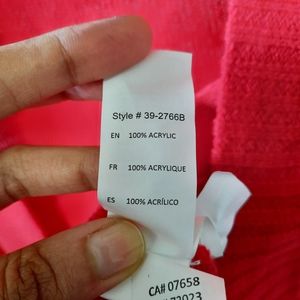 Style # 39-2766B
EN 100% ACRYLIC
FR 100% ACRYLIQUE
ES 100% ACRÍLICO
CA# 07658